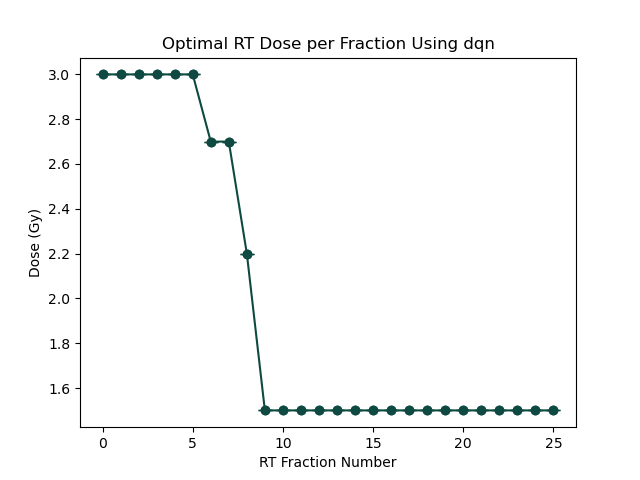 Optimal RT Dose per Fraction Using dqn
3.0
2.8
2.6
2.4
2.2
2.0
1.8
1.6
Dose (Gy)
0 5 10 15 20 25
RT Fraction Number